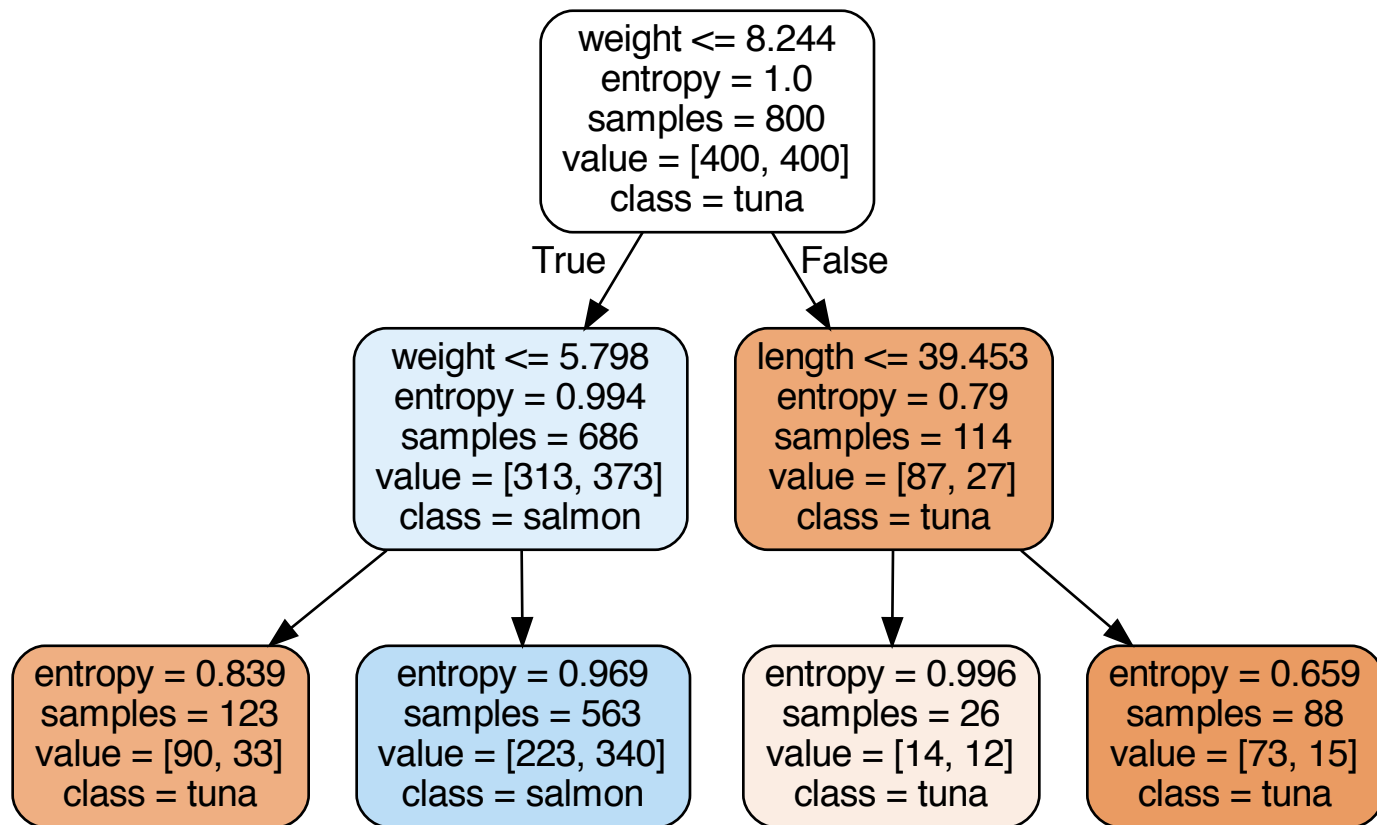 weight <= 8.244
entropy = 1.0
samples = 800
value = [400, 400]
class = tuna
True
False
weight <= 5.798
entropy = 0.994
samples = 686
value = [313, 373]
class = salmon
length <= 39.453
entropy = 0.79
samples = 114
value = [87, 27]
class = tuna
entropy = 0.839
samples = 123
value = [90, 33]
class = tuna
entropy = 0.969
samples = 563
value = [223, 340]
class = salmon
entropy = 0.996
samples = 26
value = [14, 12]
class = tuna
entropy = 0.659
samples = 88
value = [73, 15]
class = tuna